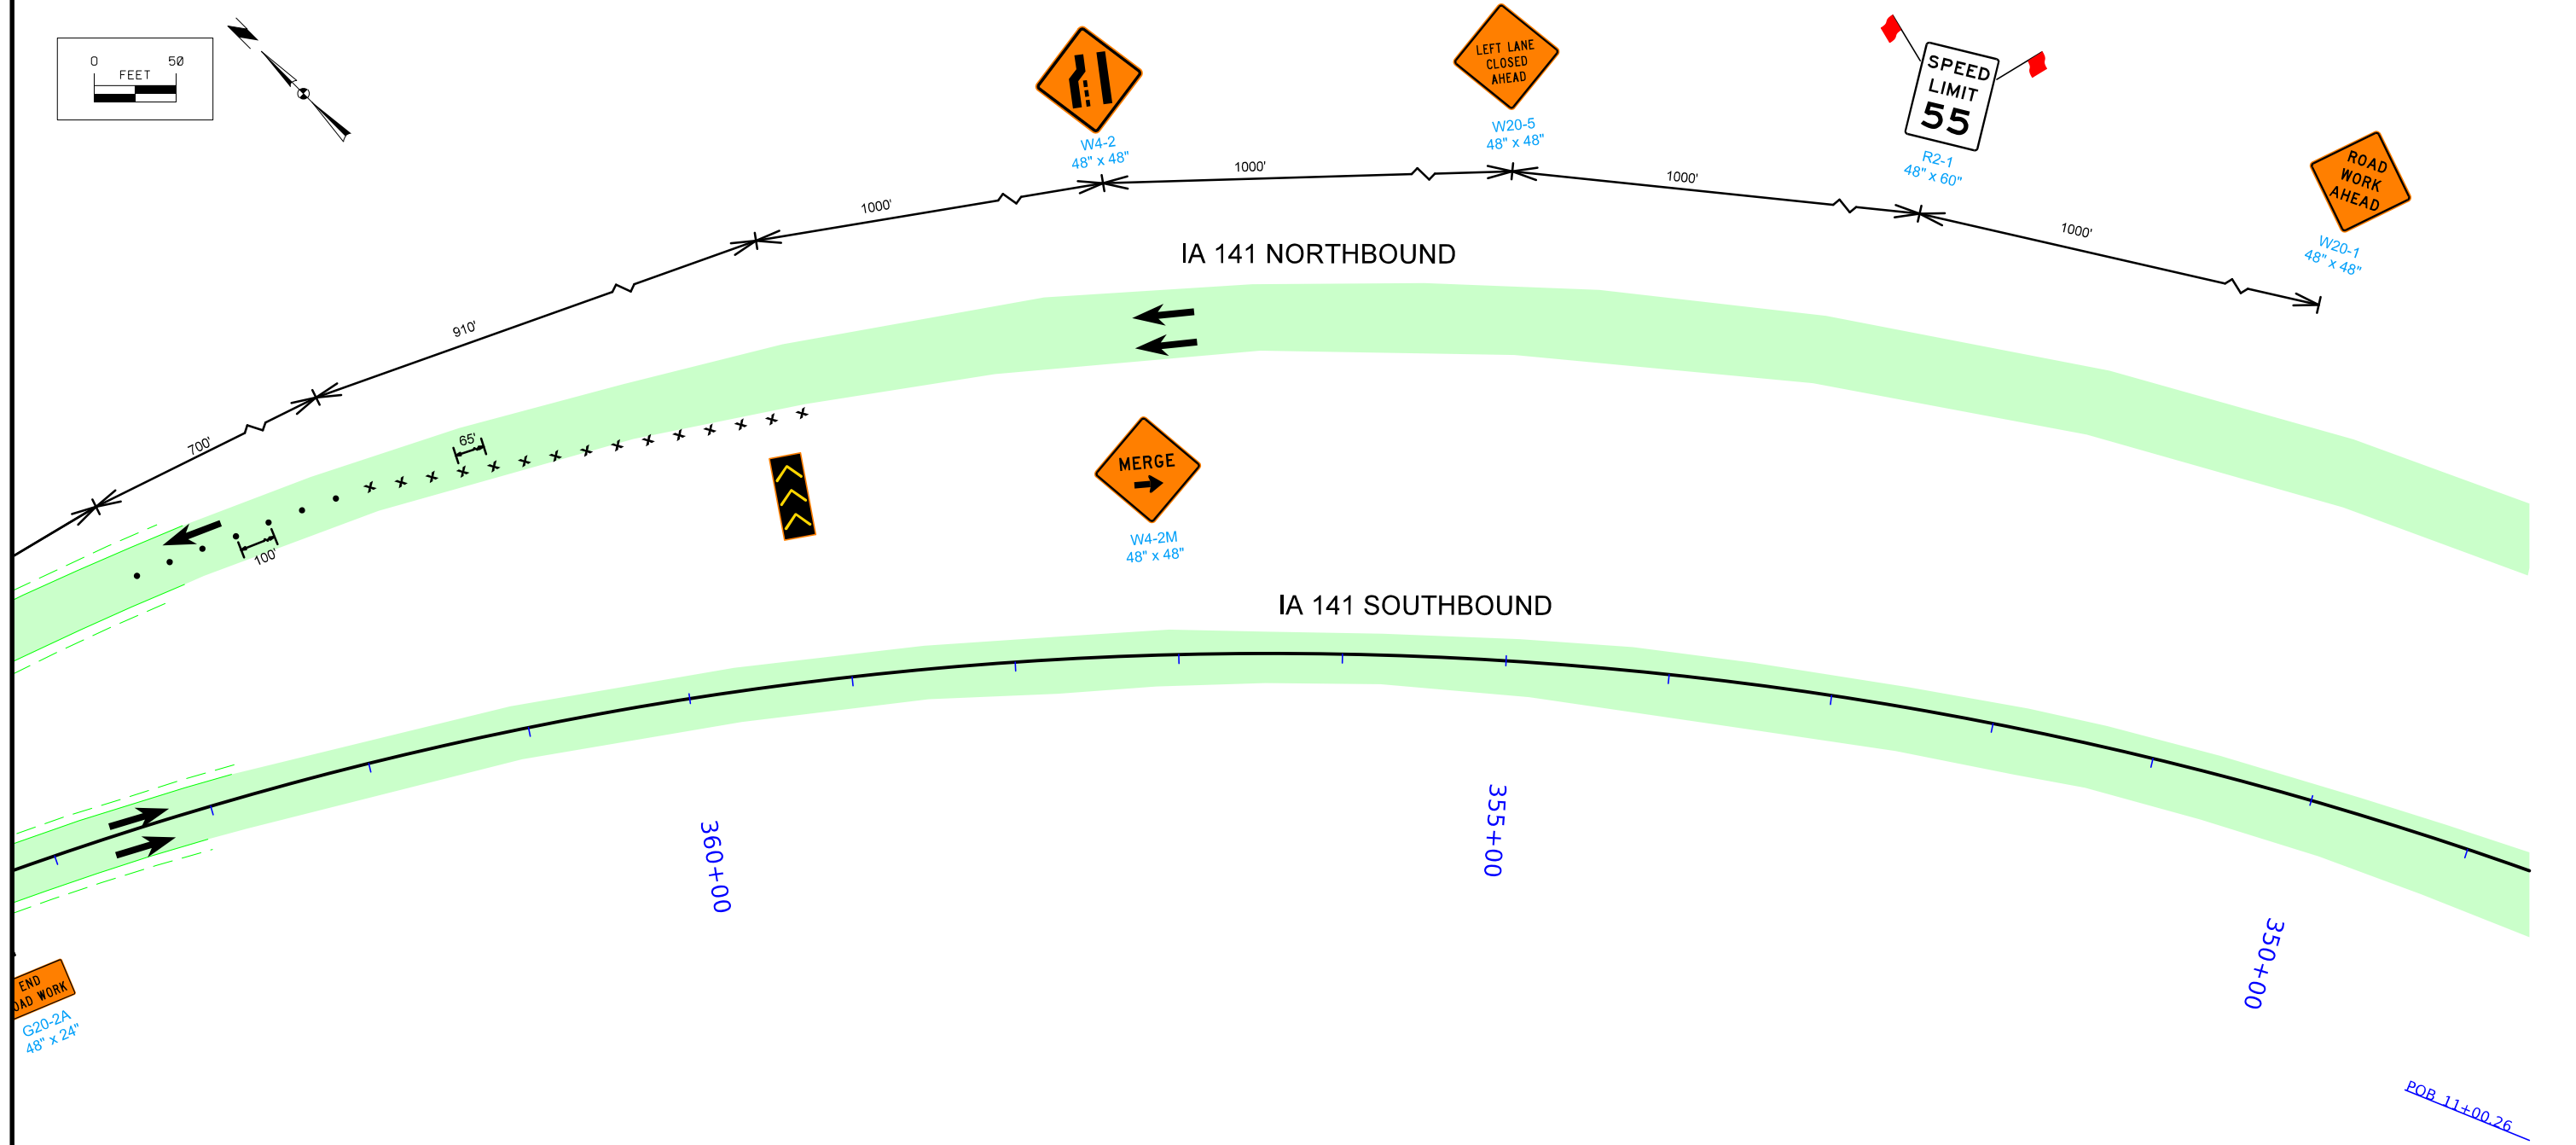 0 50
FEET
LEFT LANE
CLOSED
AHEAD
W20-5
48" x 48"
W4-2
48" x 48"
SPEED
LIMIT
55
R2-1
48" x 60"
ROAD
WORK
AHEAD
W20-1
48" x 48"
1000'
1000'
1000'
1000'
910'
700'
IA 141 NORTHBOUND
65'
100'
MERGE
W4-2M
48" x 48"
IA 141 SOUTHBOUND
360+00
355+00
350+00
END
OAD WORK
G20-2A
48" x 24"
POB 11+00.26